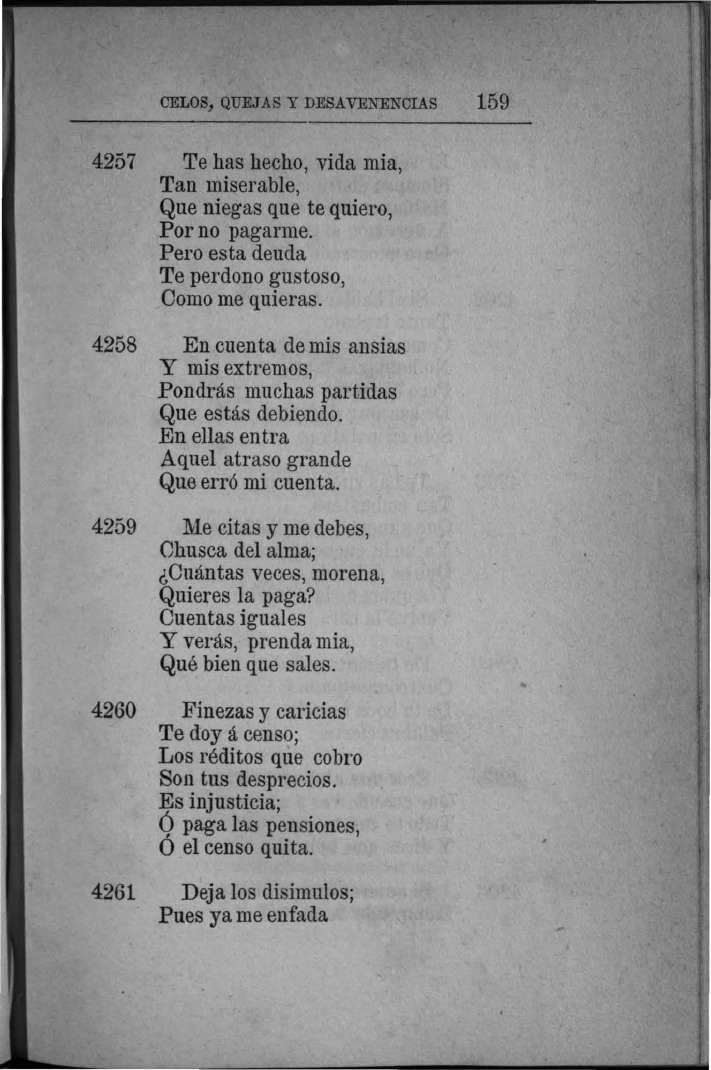 CELOS, QUEJAS Y DESAVENENCIAS 159
4257 Te has hecho, vida mia,
Tan miserable,
Que niegas que te quiero,
Por no pagarme.
Pero esta deuda
Te perdono gustoso,
Como me quieras.
4258 En cuenta de mis ansias
Y mis extremos,
Pondrás muchas partidas
Que estás debiendo.
En ellas entra
Aquel atraso grande
Que erró mi cuenta.
4259 Me citas y me debes,
Chusca del alma;
¿Cuántas veces, morena,
Quieres la paga?
Cuentas iguales
Y verás, prenda mia,
Qué bien que sales.
4260 Finezas y caricias
Te doy á censo;
Los réditos que cobro
Son tus desprecios.
Es injusticia;
Ó paga las pensiones,
Ó el censo quita.
4261 Deja los disimulos;
Pues ya me enfada